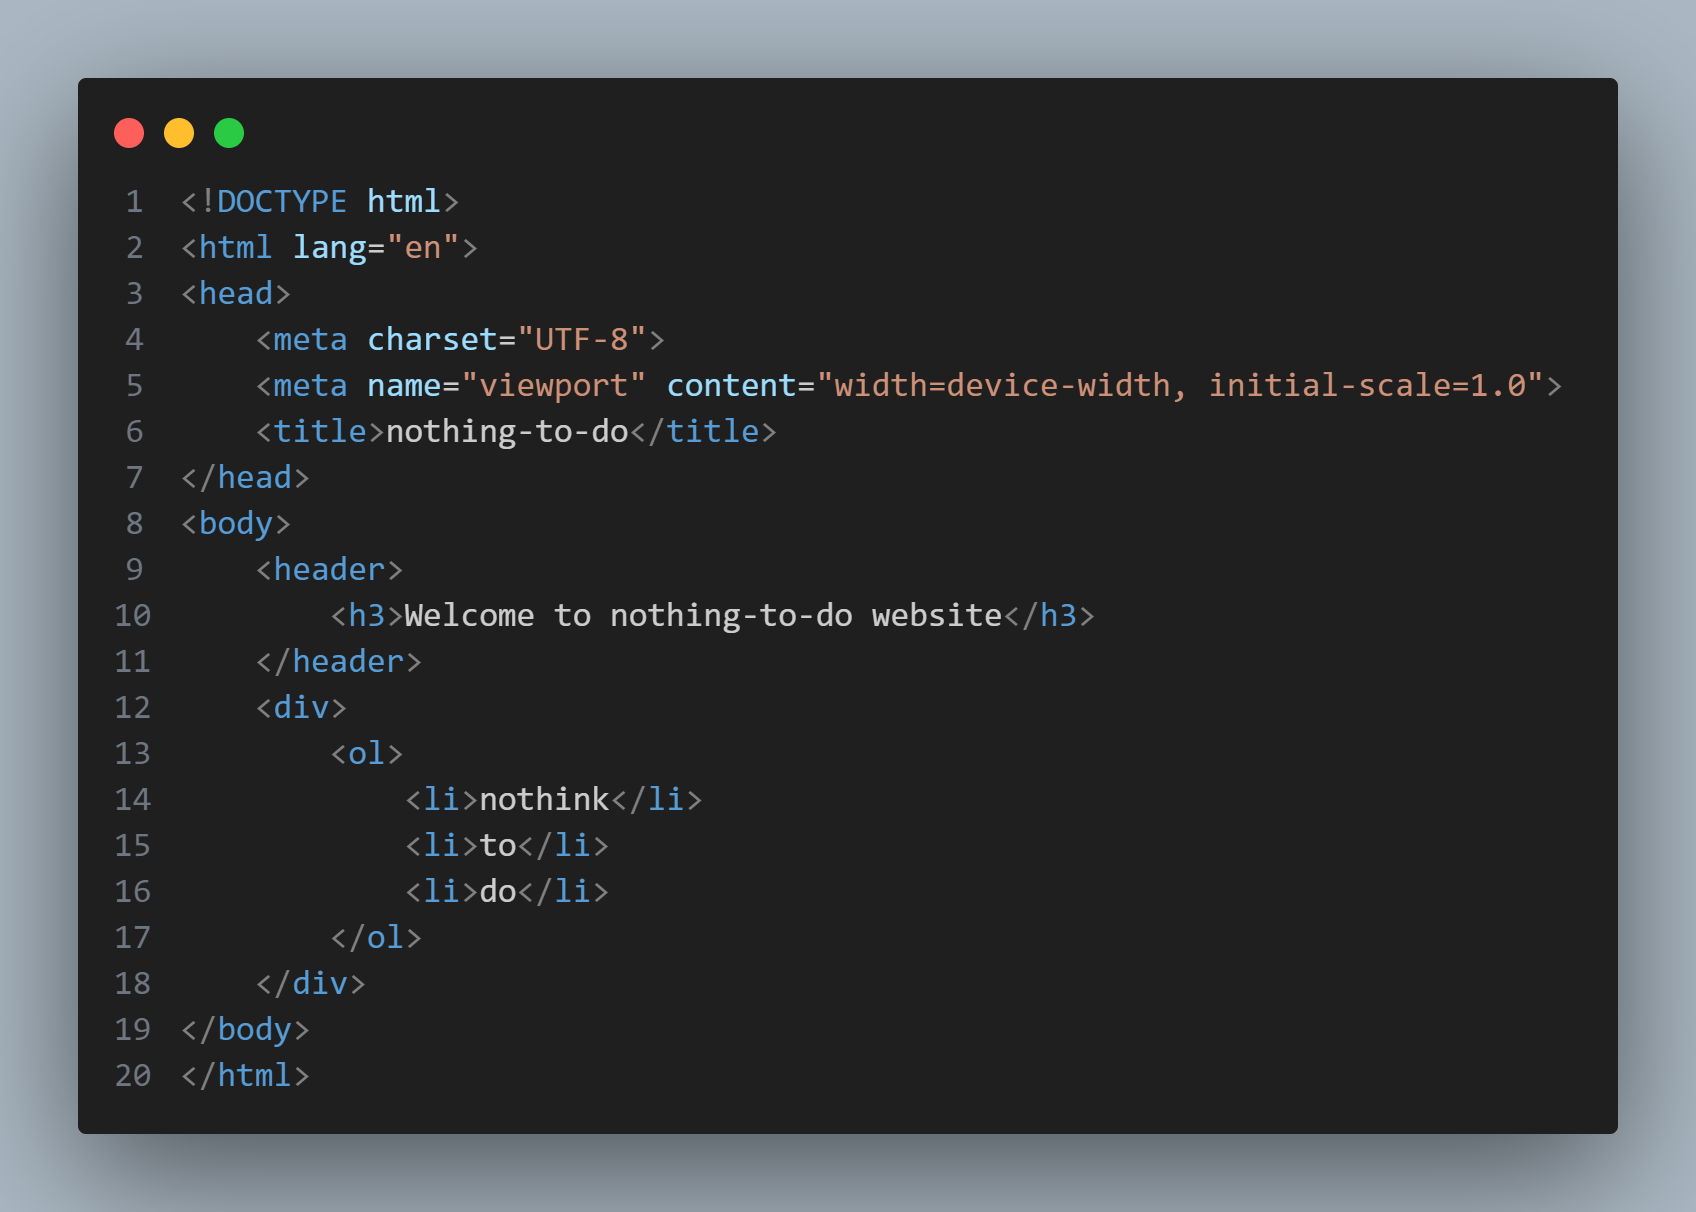 1 <!DOCTYPE html>
2 <html lang="en">
3 <head>
4     <meta charset="UTF-8">
5     <meta name="viewport" content="width=device-width, initial-scale=1.0">
6     <title>nothing-to-do</title>
7 </head>
8 <body>
9     <header>
10         <h3>Welcome to nothing-to-do website</h3>
11     </header>
12     <div>
13         <ol>
14             <li>nothink</li>
15             <li>to</li>
16             <li>do</li>
17         </ol>
18     </div>
19 </body>
20 </html>